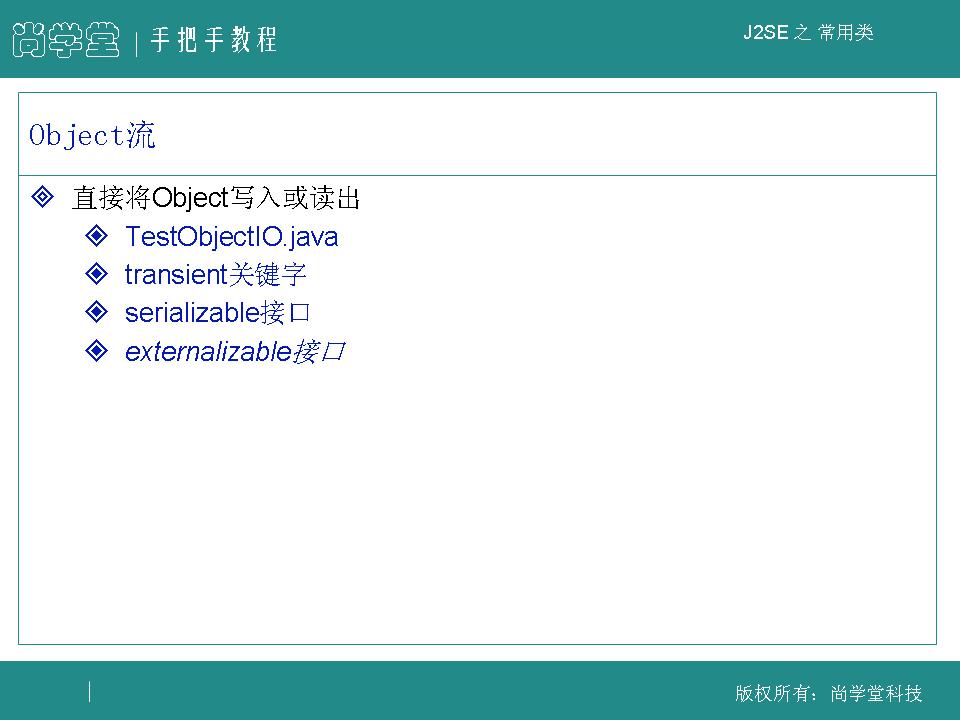 尚学堂 | 手把手教程
J2SE 之 常用类
Object流
直接将Object写入或读出
TestObjectIO.java
transient关键字
serializable接口
externalizable接口
版权所有：尚学堂科技